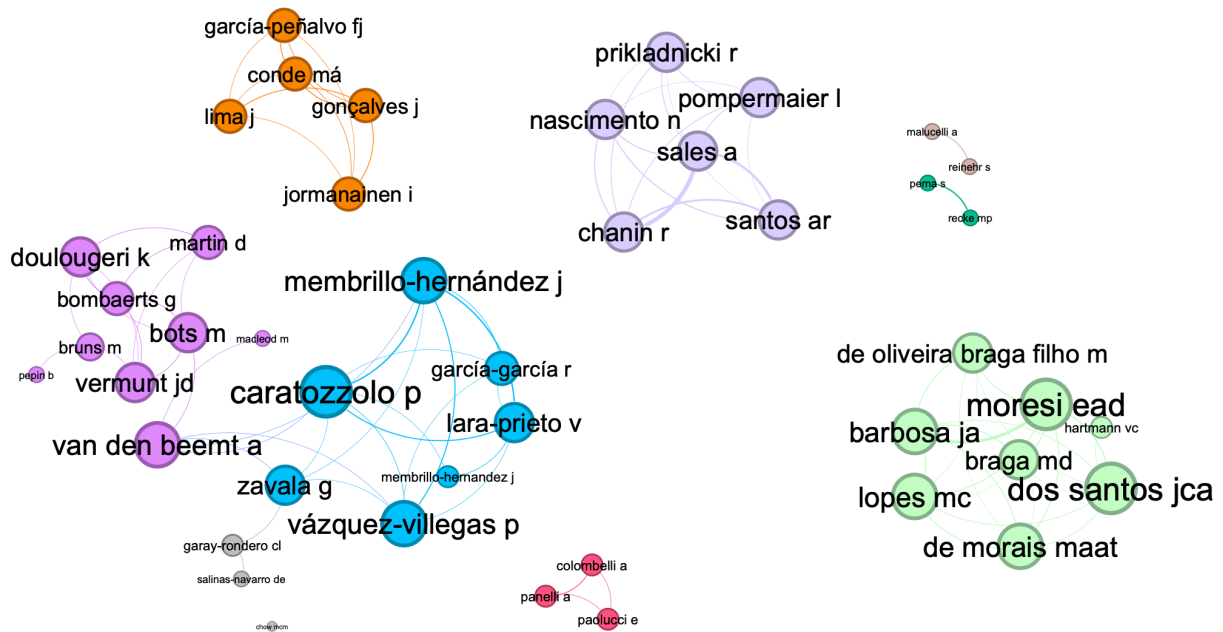 garcía-peñalvo fj
conde má
gonçalves j
lima j
jormanainen i
prikladnicki r
pompermaier l
nascimento n
sales a
chanin r
santos ar
malucelli a
reinehr s
perna s
recke mp
martin d
doulougeri k
bombaerts g
bots m
macleod m
bruns m
pepin b
vermunt jd
van den beemt a
membrillo-hernández j
garcía-garcía r
caratozzolo p
lara-prieto v
membrillo-hernandez j
zavala g
vázquez-villegas p
garay-rondero cl
salinas-navarro de
chow mcm
colombelli a
panelli a
paolucci e
de oliveira braga filho m
moresi ead
hartmann vc
barbosa ja
braga md
lopes mc
dos santos jca
de morais maat